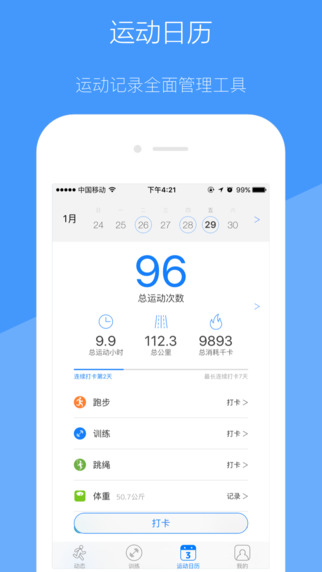 运动日历
运动记录全面管理工具
中国移动 下午4:21 99%
1月 24 25 26 27 28 29 30 >
96
总运动次数
>
9.9 112.3 9893
总运动小时 总公里 总消耗千卡
连续打卡第2天 最长连续打卡7天
跑步 打卡 >
训练 打卡 >
跳绳 打卡 >
体重 50.7公斤 记录 >
打卡
3
动态 训练 运动日历 我的